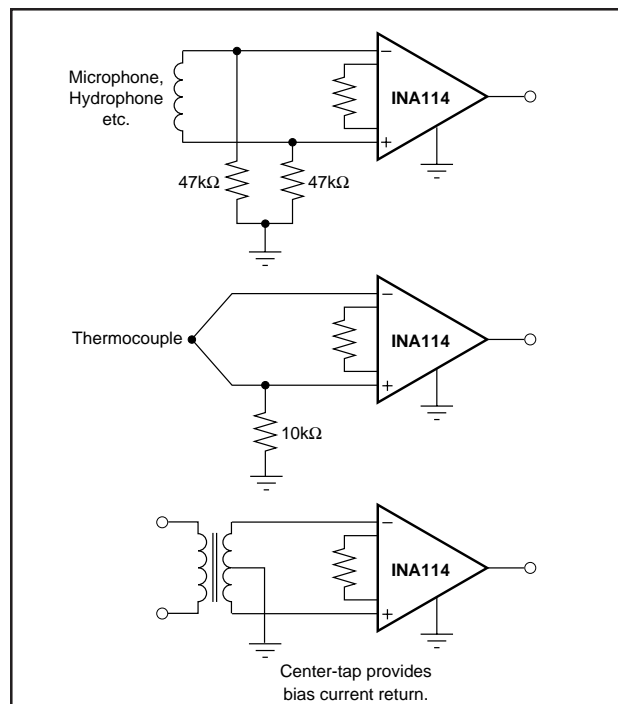 Microphone,
Hydrophone
etc.
−
INA114
+
47kΩ 47kΩ
Thermocouple
−
INA114
+
10kΩ
−
INA114
+
Center-tap provides
bias current return.